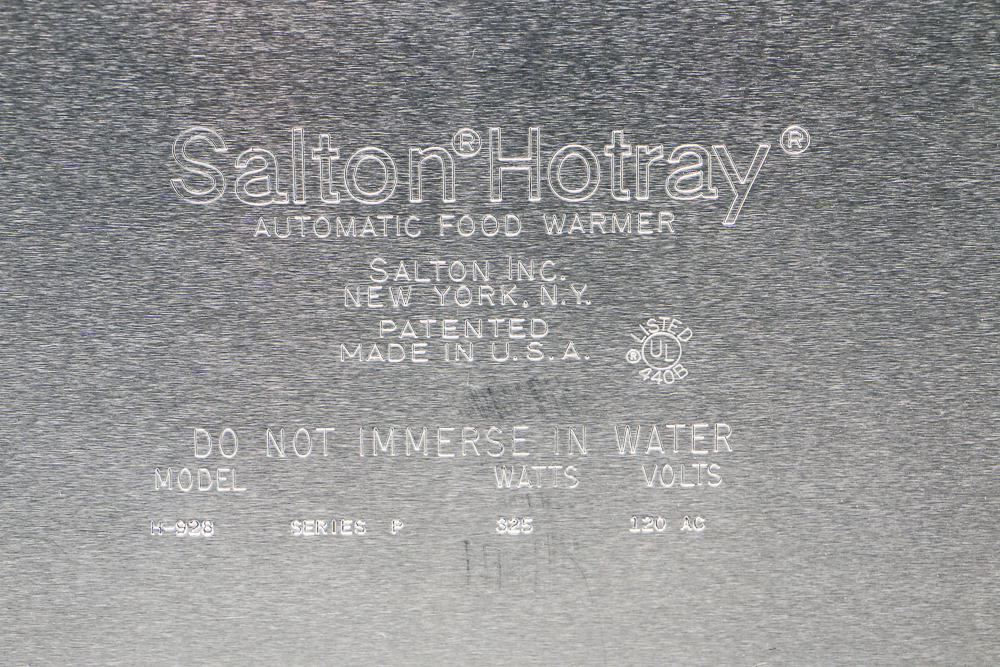 Salton® Hotray®
AUTOMATIC FOOD WARMER
SALTON INC.
NEW YORK, N.Y.
PATENTED
MADE IN U.S.A.
LISTED
® UL
440B
DO NOT IMMERSE IN WATER
MODEL WATTS VOLTS
H-928 SERIES P 325 120 AC